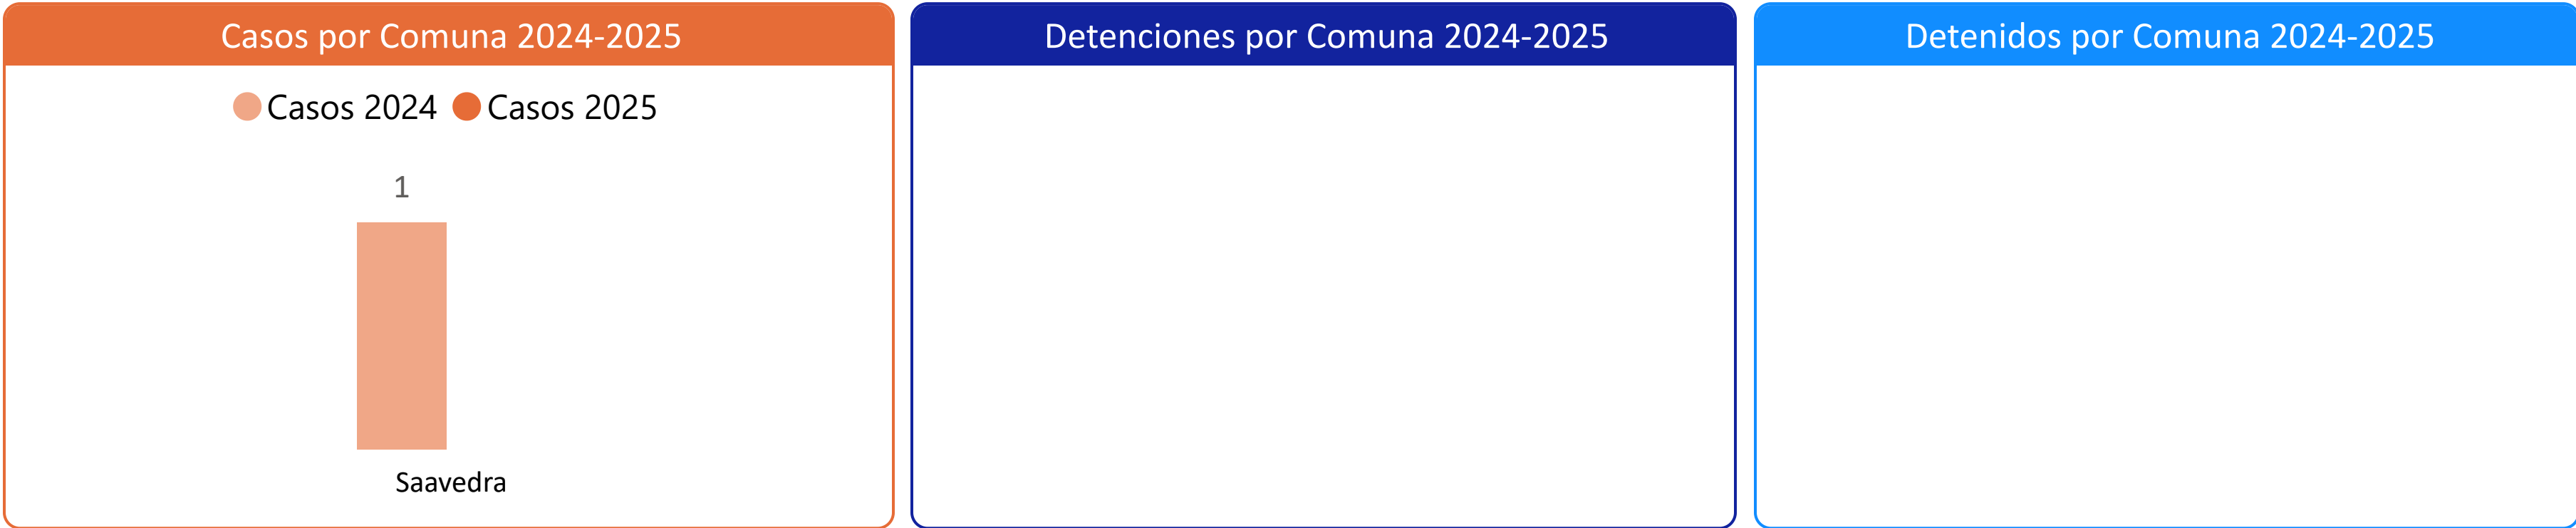 Casos por Comuna 2024-2025
Casos 2024 Casos 2025
1
Saavedra
Detenciones por Comuna 2024-2025
Detenidos por Comuna 2024-2025